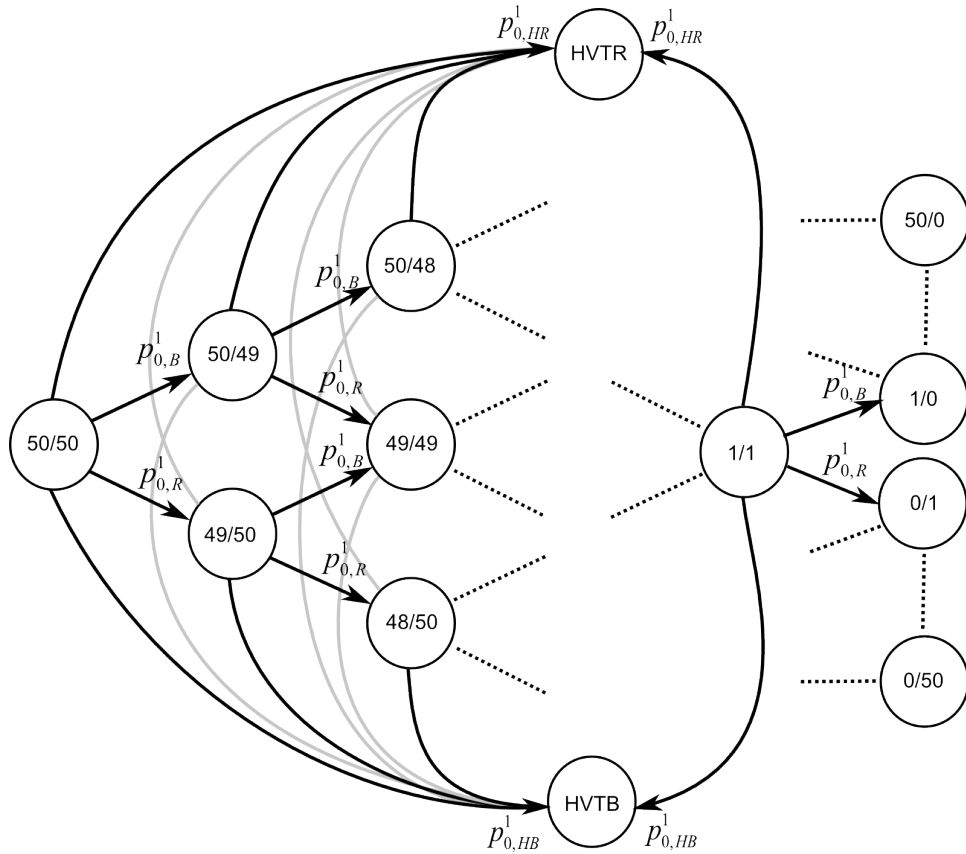 p^1_{0,HR}
HVTR
p^1_{0,HR}
50/0
50/48
p^1_{0,B}
50/49
p^1_{0,B}
p^1_{0,R}
p^1_{0,B}
1/0
50/50
49/49
p^1_{0,B}
1/1
p^1_{0,R}
p^1_{0,R}
0/1
49/50
p^1_{0,R}
48/50
0/50
HVTB
p^1_{0,HB}
p^1_{0,HB}